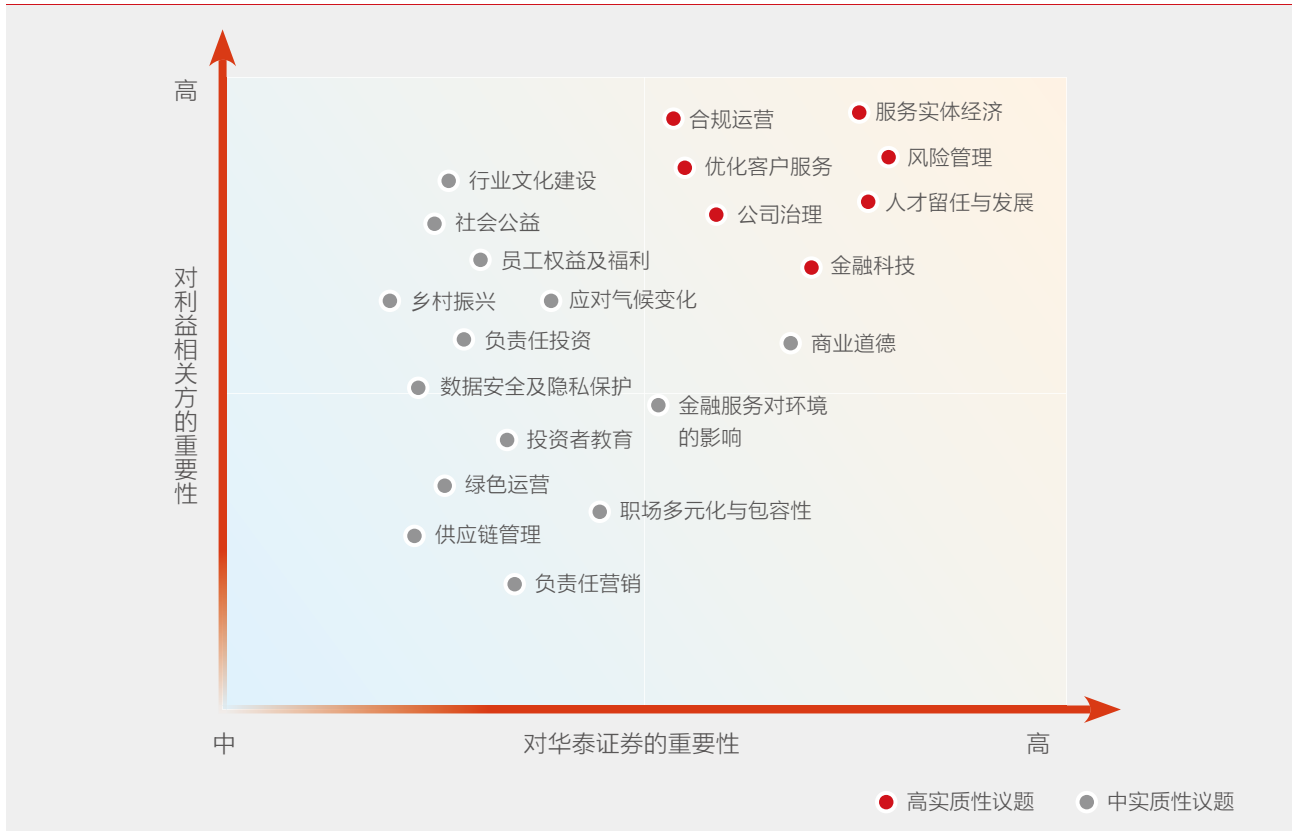 高
合规运营
服务实体经济
优化客户服务
风险管理
行业文化建设
人才留任与发展
社会公益
公司治理
员工权益及福利
金融科技
乡村振兴
应对气候变化
负责任投资
商业道德
数据安全及隐私保护
金融服务对环境
的影响
投资者教育
绿色运营
职场多元化与包容性
供应链管理
负责任营销
对利益相关方的重要性
中
对华泰证券的重要性
高
高实质性议题
中实质性议题